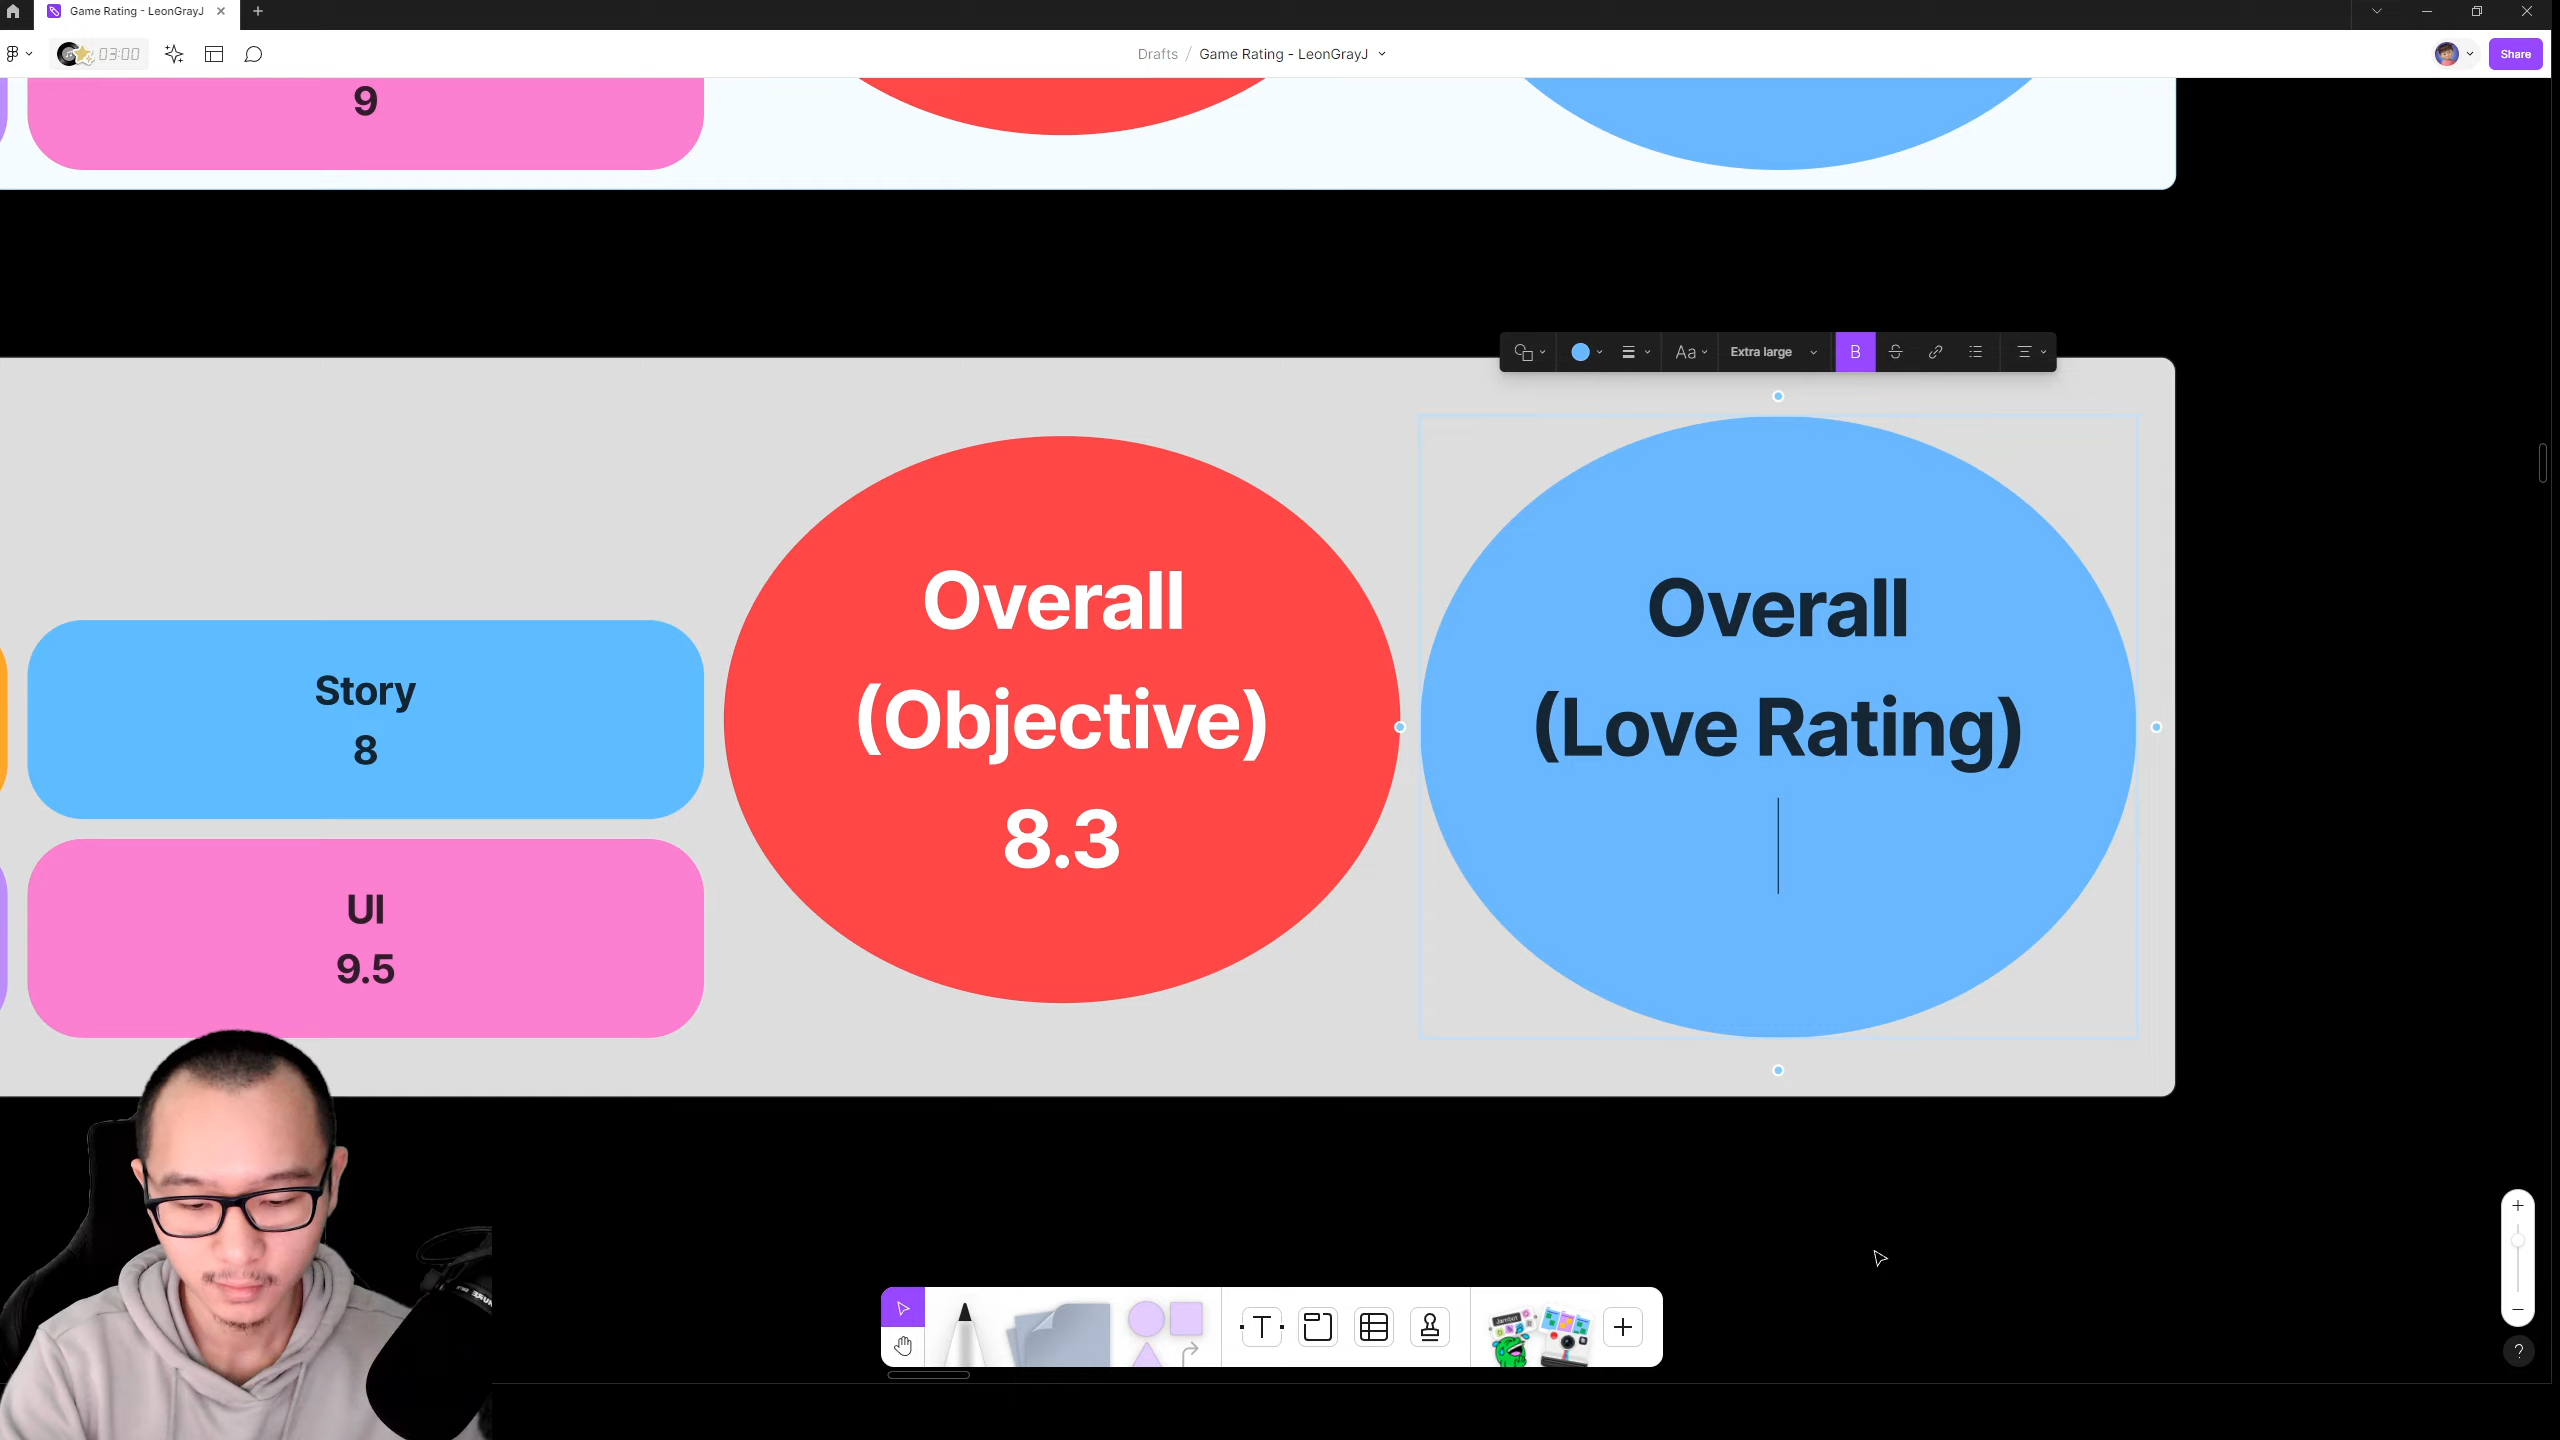 Game Rating - LeonGrayJ
03:00
Drafts / Game Rating - LeonGrayJ
Share
9
Aa
Extra large
B
Overall
(Objective)
8.3
Overall
(Love Rating)
Story
8
UI
9.5
T
?